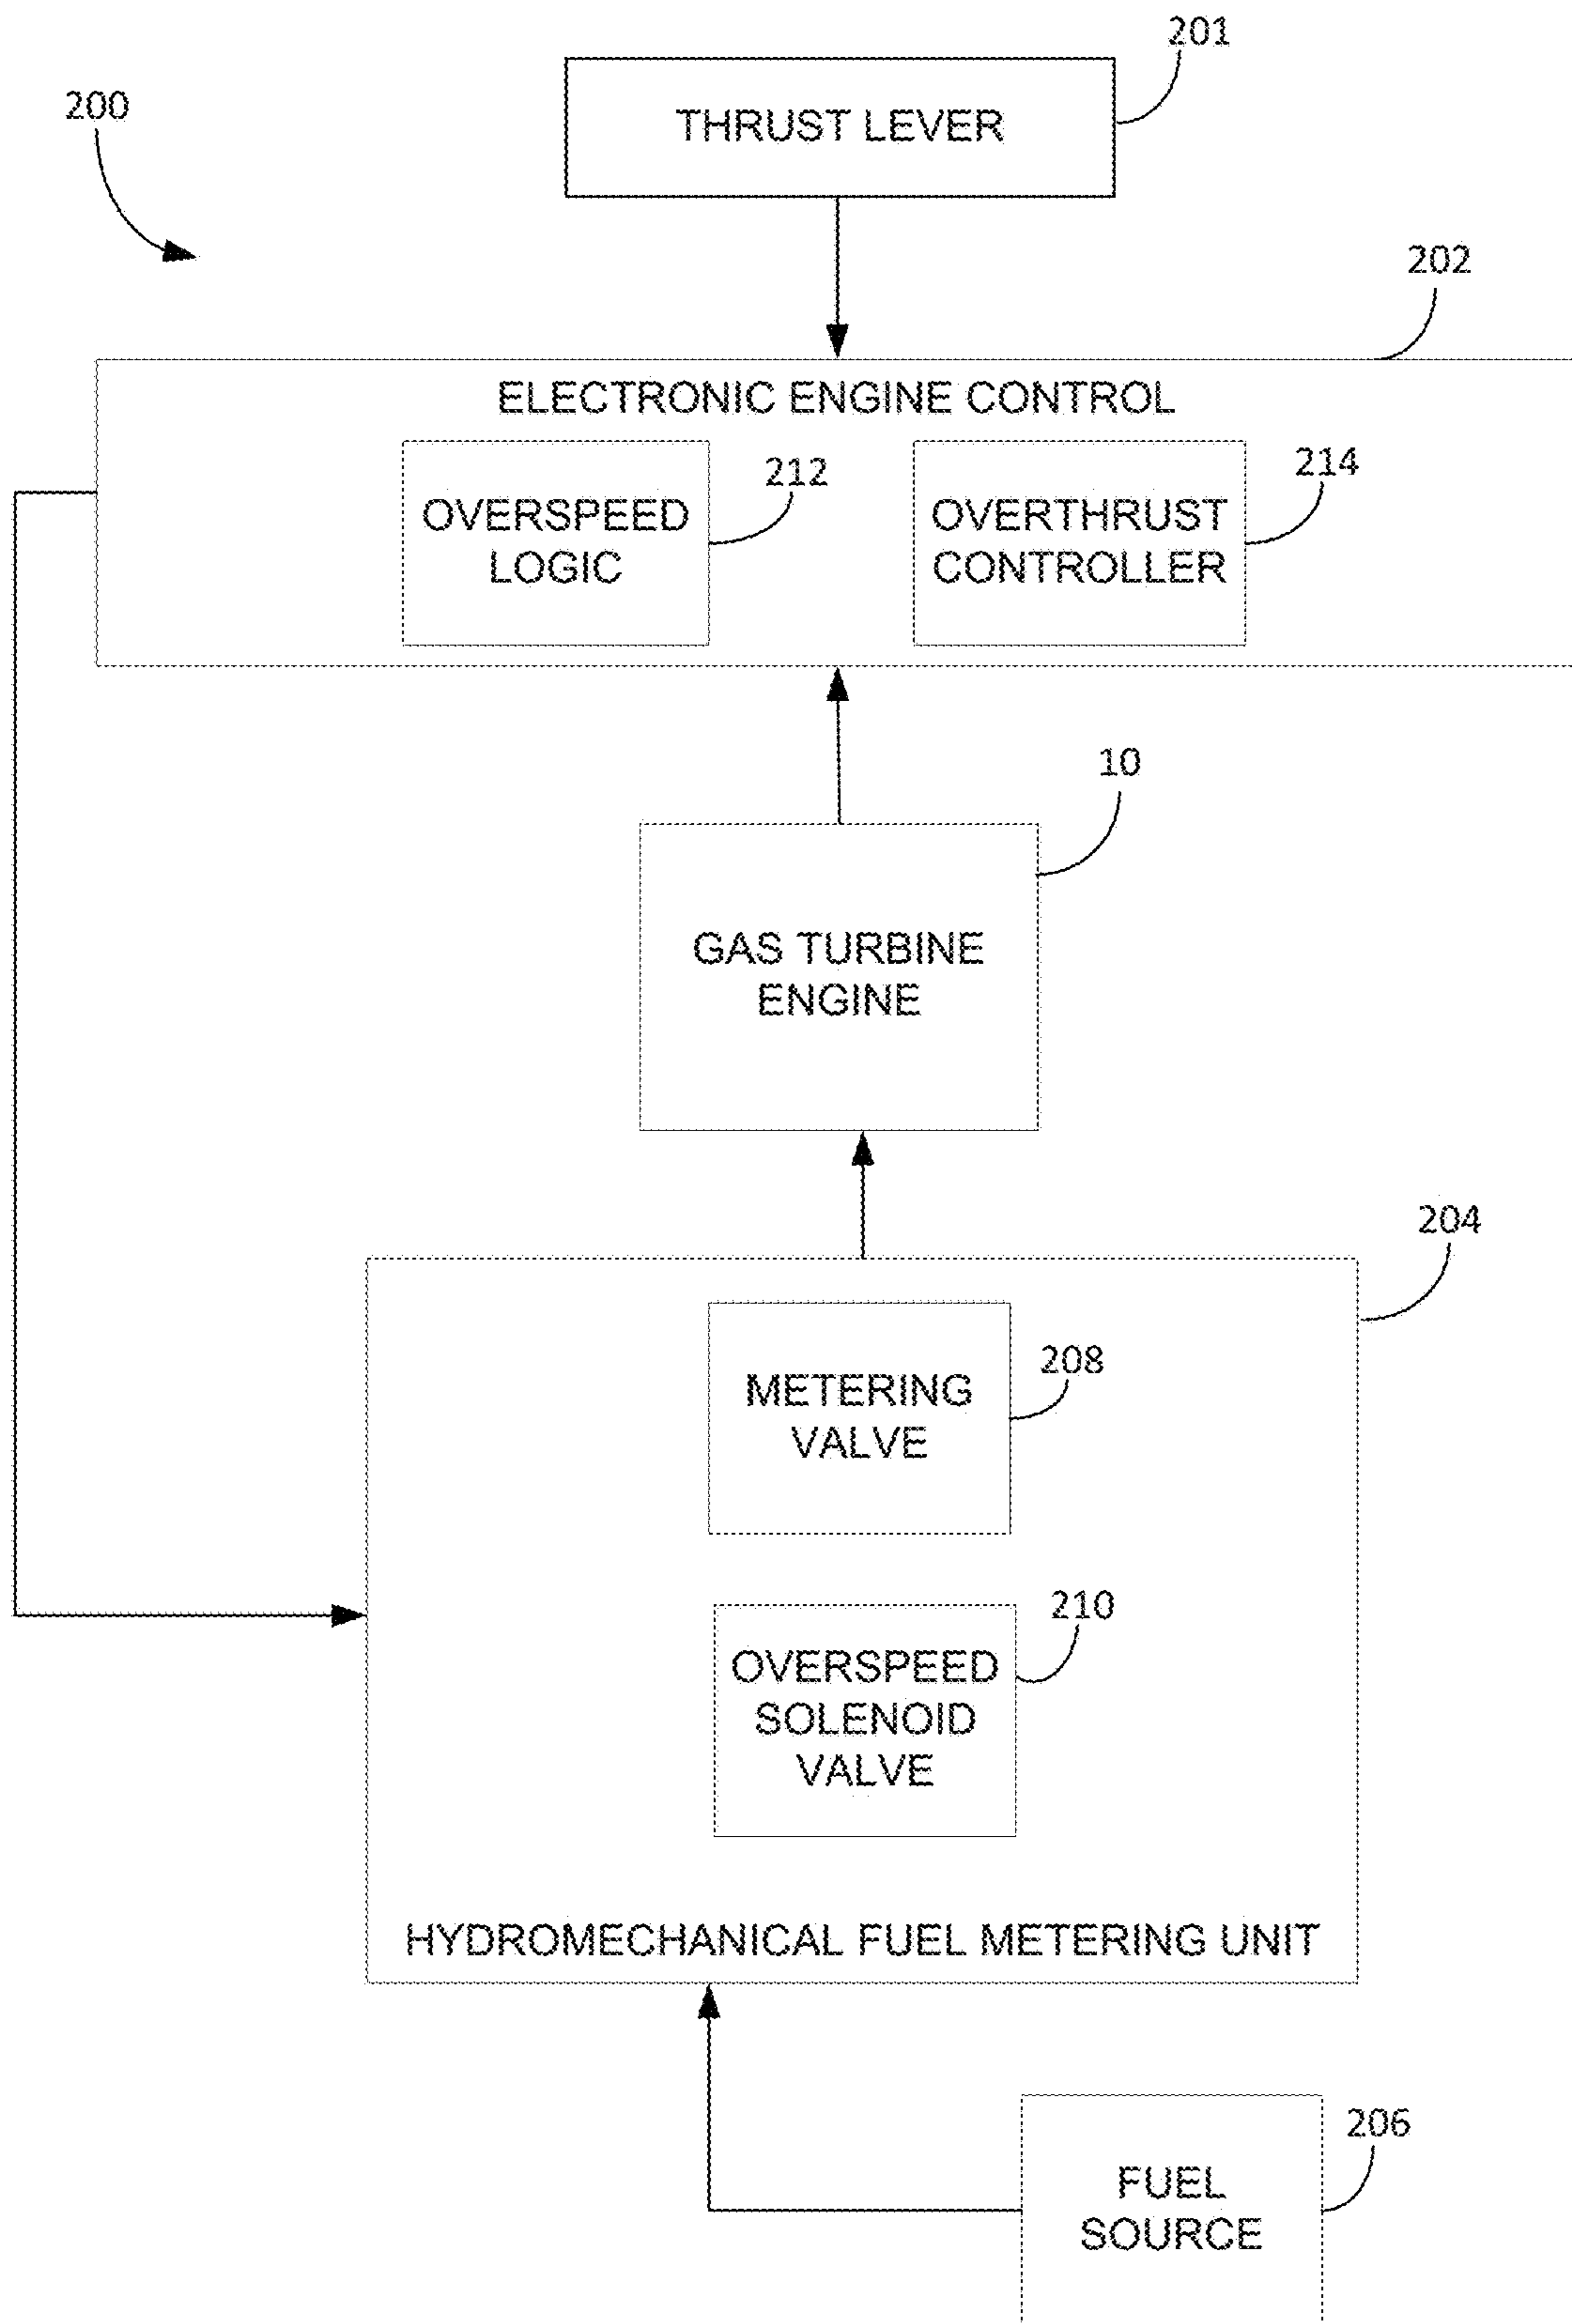 201
200
THRUST LEVER
202
ELECTRONIC ENGINE CONTROL
212
214
OVERSPEED
LOGIC
OVERTHRUST
CONTROLLER
10
GAS TURBINE
ENGINE
204
208
METERING
VALVE
210
OVERSPEED
SOLENOID
VALVE
HYDROMECHANICAL FUEL METERING UNIT
206
FUEL
SOURCE